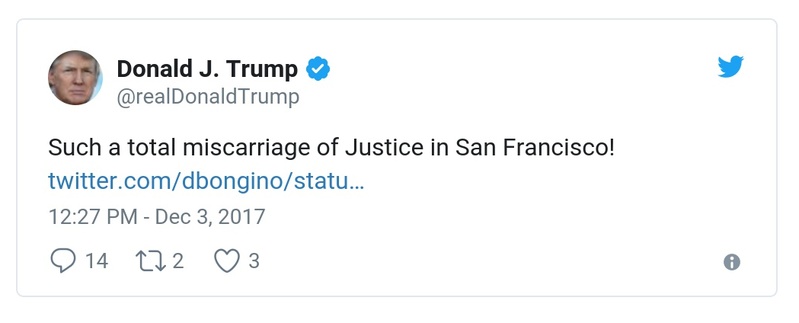 Donald J. Trump
@realDonaldTrump
Such a total miscarriage of Justice in San Francisco!
twitter.com/dbongino/statu…
12:27 PM - Dec 3, 2017
14 2 3